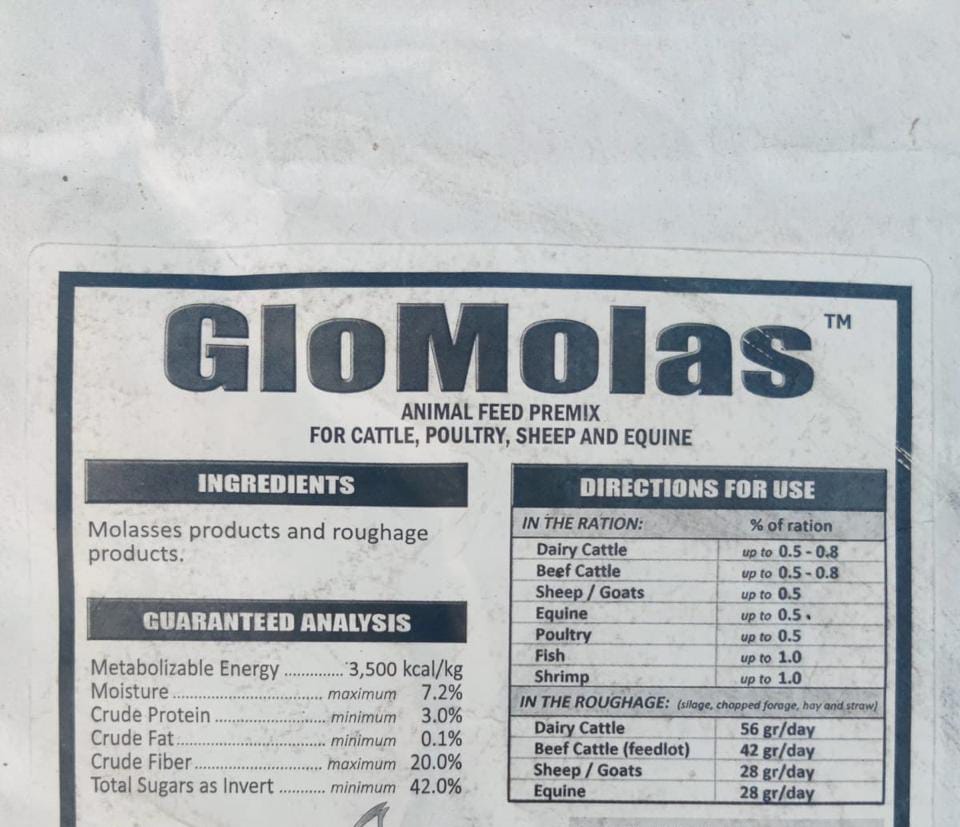 GloMolas™
ANIMAL FEED PREMIX
FOR CATTLE, POULTRY, SHEEP AND EQUINE
INGREDIENTS
Molasses products and roughage
products.
GUARANTEED ANALYSIS
Metabolizable Energy ............. 3,500 kcal/kg
Moisture ............................. maximum 7.2%
Crude Protein ...................... minimum 3.0%
Crude Fat ............................ minimum 0.1%
Crude Fiber ......................... maximum 20.0%
Total Sugars as Invert ........... minimum 42.0%
DIRECTIONS FOR USE
IN THE RATION: % of ration
Dairy Cattle up to 0.5 - 0.8
Beef Cattle up to 0.5 - 0.8
Sheep / Goats up to 0.5
Equine up to 0.5
Poultry up to 0.5
Fish up to 1.0
Shrimp up to 1.0
IN THE ROUGHAGE: (silage, chopped forage, hay and straw)
Dairy Cattle 56 gr/day
Beef Cattle (feedlot) 42 gr/day
Sheep / Goats 28 gr/day
Equine 28 gr/day